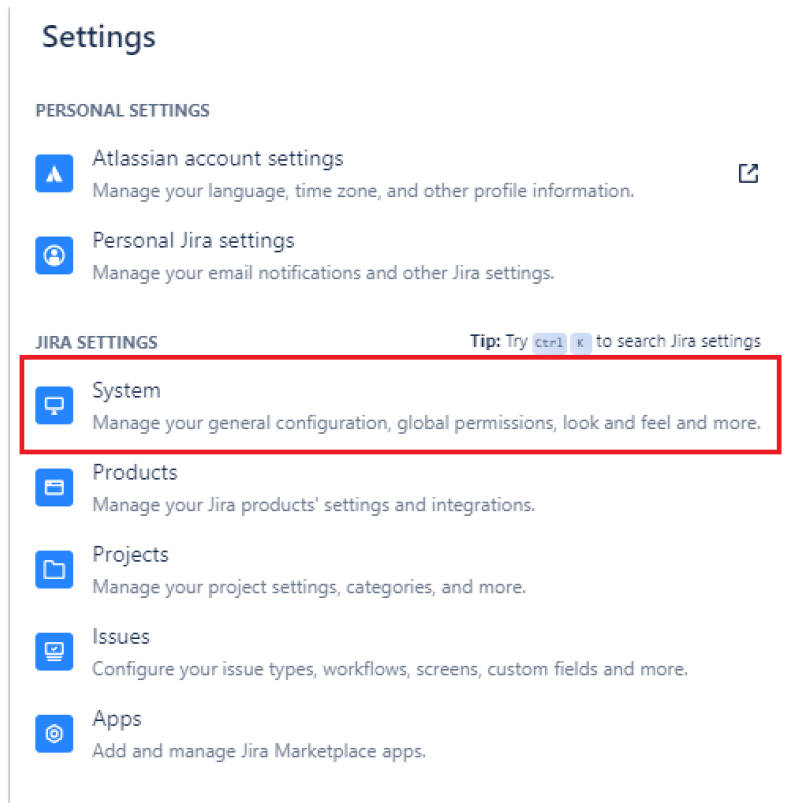 Settings
PERSONAL SETTINGS
Atlassian account settings
Manage your language, time zone, and other profile information.
Personal Jira settings
Manage your email notifications and other Jira settings.
JIRA SETTINGS
Tip: Try Ctrl K to search Jira settings
System
Manage your general configuration, global permissions, look and feel and more.
Products
Manage your Jira products' settings and integrations.
Projects
Manage your project settings, categories, and more.
Issues
Configure your issue types, workflows, screens, custom fields and more.
Apps
Add and manage Jira Marketplace apps.